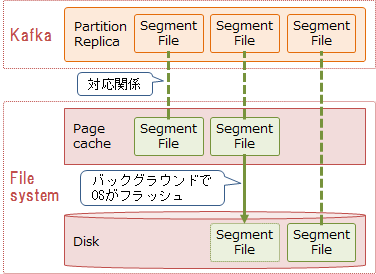 Kafka
Partition
Replica
Segment
File
Segment
File
Segment
File
対応関係
File
system
Page
cache
Segment
File
Segment
File
バックグラウンドで
OSがフラッシュ
Disk
Segment
File
Segment
File